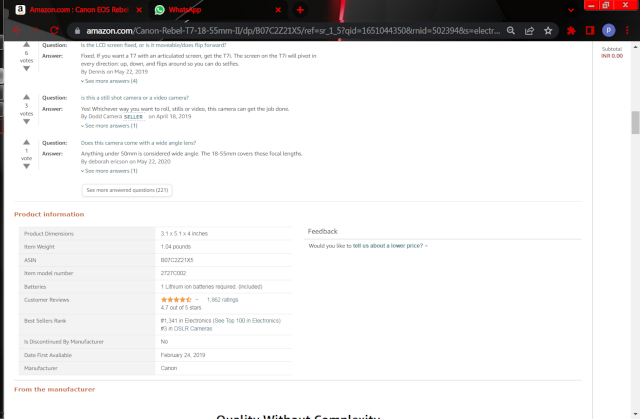 Amazon.com : Canon EOS Rebel
WhatsApp
amazon.com/Canon-Rebel-T7-18-55mm-II/dp/B07C2Z21X5/ref=sr_1_5?qid=1651044350&rnid=502394&s=electr...
P
Subtotal
INR 0.00
6
votes
Question: Is the LCD screen fixed, or is it moveable/does flip forward?
Answer: Fixed. If you want a T7 with an articulated screen, get the T7i. The screen on the T7i will pivot in
every direction: up, down, and flips around so you can do selfies.
By Dennis on May 22, 2019
See more answers (4)
3
votes
Question: is this a still shot camera or a video camera?
Answer: Yes! Whichever way you want to roll, stills or video, this camera can get the job done.
By Dodd Camera SELLER on April 18, 2019
See more answers (1)
1
vote
Question: Does this camera come with a wide angle lens?
Answer: Anything under 50mm is considered wide angle. The 18-55mm covers those focal lengths.
By deborah ericson on May 22, 2020
See more answers (1)
See more answered questions (221)
Product information
Product Dimensions 3.1 x 5.1 x 4 inches
Item Weight 1.04 pounds
ASIN B07C2Z21X5
Item model number 2727C002
Batteries 1 Lithium ion batteries required. (included)
Customer Reviews 1,862 ratings
4.7 out of 5 stars
Best Sellers Rank #1,341 in Electronics (See Top 100 in Electronics)
#3 in DSLR Cameras
Is Discontinued By Manufacturer No
Date First Available February 24, 2019
Manufacturer Canon
Feedback
Would you like to tell us about a lower price?
From the manufacturer
Quality Without Complexity